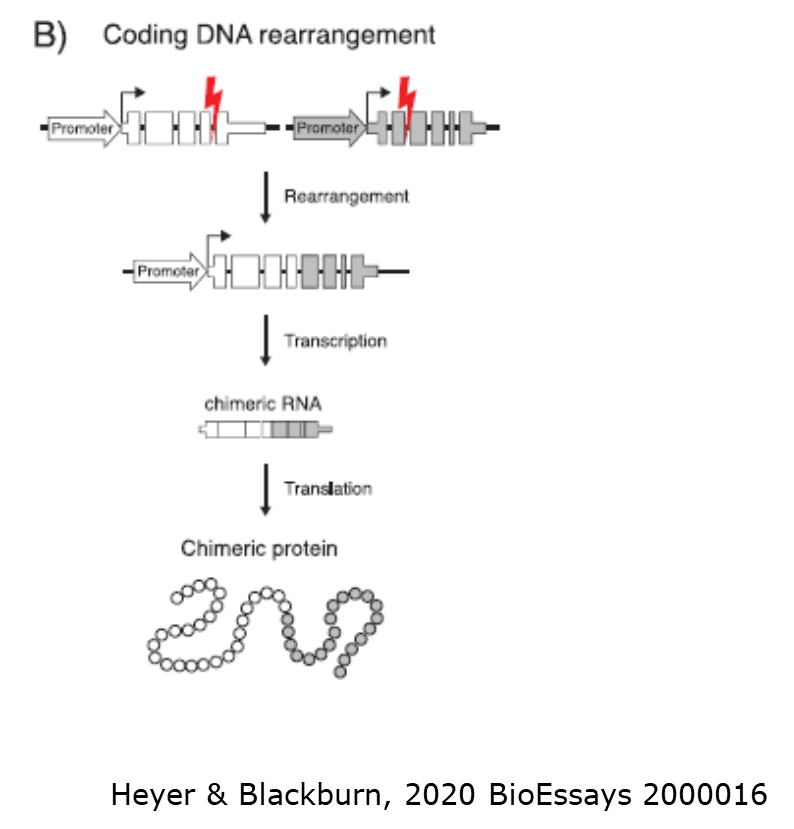 B) Coding DNA rearrangement
Promoter Promoter
Rearrangement
Promoter
Transcription
chimeric RNA
Translation
Chimeric protein
Heyer & Blackburn, 2020 BioEssays 2000016